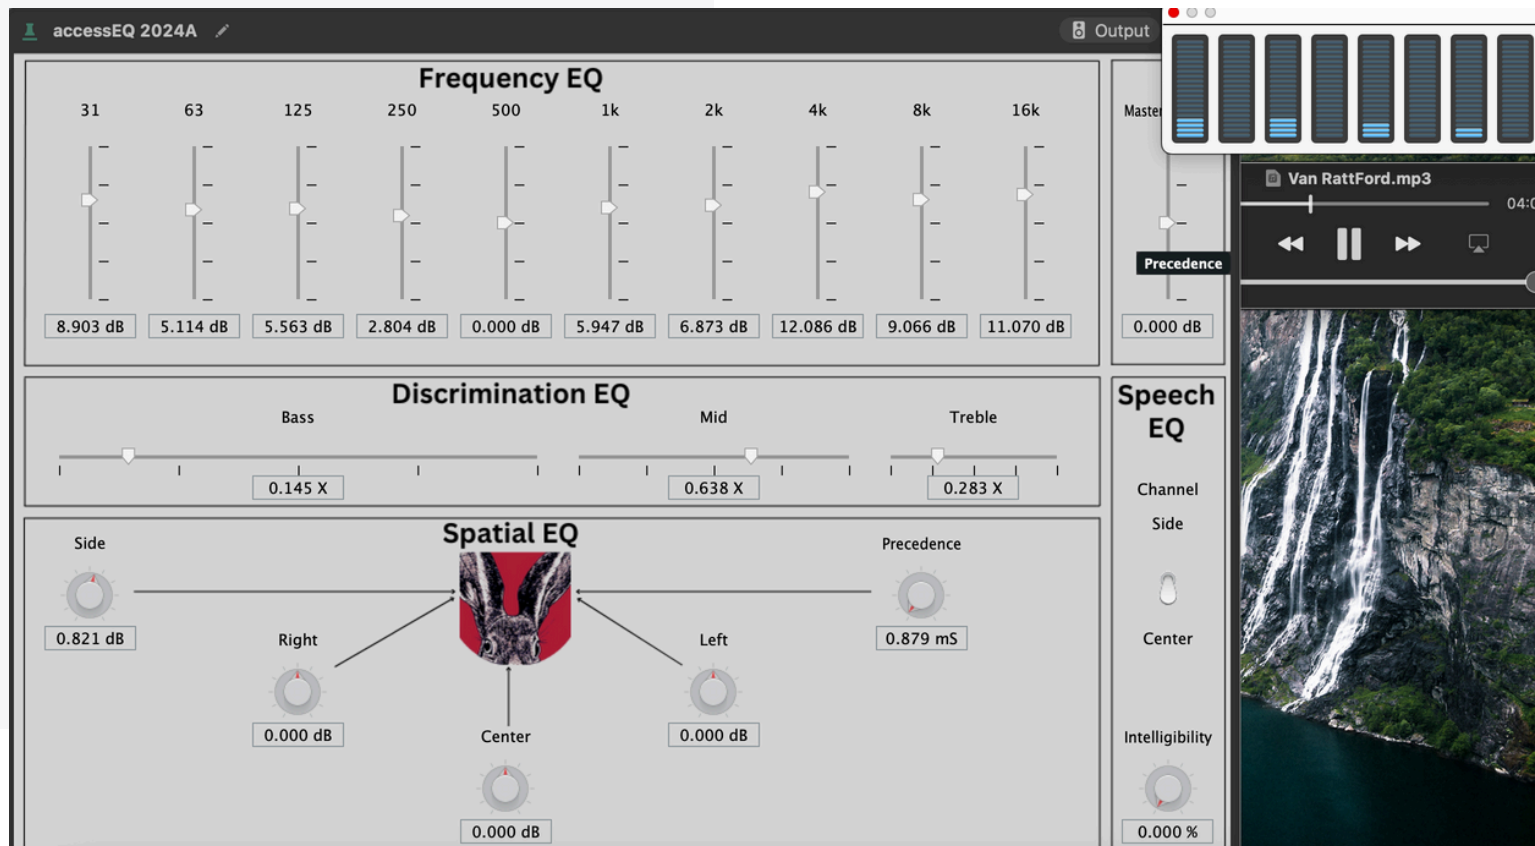 accessEQ 2024A
Output
Frequency EQ
31 63 125 250 500 1k 2k 4k 8k 16k
8.903 dB 5.114 dB 5.563 dB 2.804 dB 0.000 dB 5.947 dB 6.873 dB 12.086 dB 9.066 dB 11.070 dB
Master
Precedence
0.000 dB
Van RattFord.mp3
Discrimination EQ
Bass Mid Treble
0.145 X 0.638 X 0.283 X
Speech
EQ
Channel
Side
Center
Intelligibility
0.000 %
Spatial EQ
Side Precedence
0.821 dB 0.879 mS
Right Left
0.000 dB 0.000 dB
Center
0.000 dB